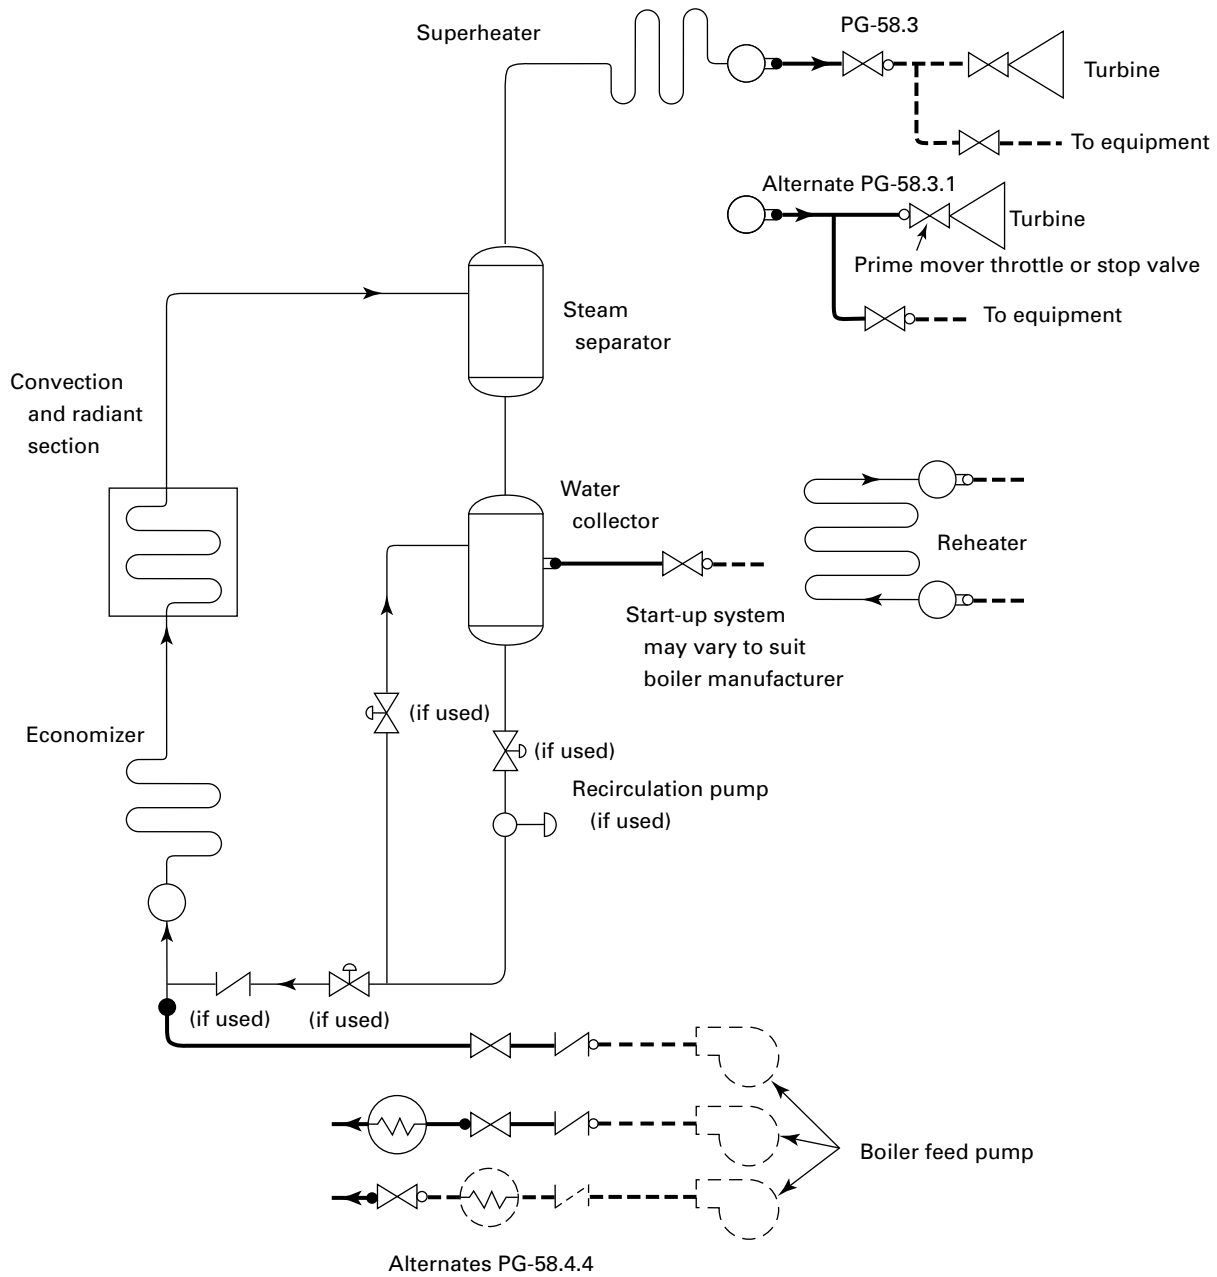 PG-58.3
Superheater
Turbine
To equipment
Alternate PG-58.3.1
Turbine
Prime mover throttle or stop valve
To equipment
Steam
separator
Convection
and radiant
section
Water
collector
Reheater
Start-up system
may vary to suit
boiler manufacturer
(if used)
Economizer
(if used)
Recirculation pump
(if used)
(if used)
(if used)
Boiler feed pump
Alternates PG-58.4.4